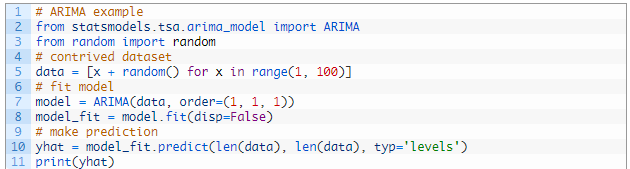 1 # ARIMA example
2 from statsmodels.tsa.arima_model import ARIMA
3 from random import random
4 # contrived dataset
5 data = [x + random() for x in range(1, 100)]
6 # fit model
7 model = ARIMA(data, order=(1, 1, 1))
8 model_fit = model.fit(disp=False)
9 # make prediction
10 yhat = model_fit.predict(len(data), len(data), typ='levels')
11 print(yhat)